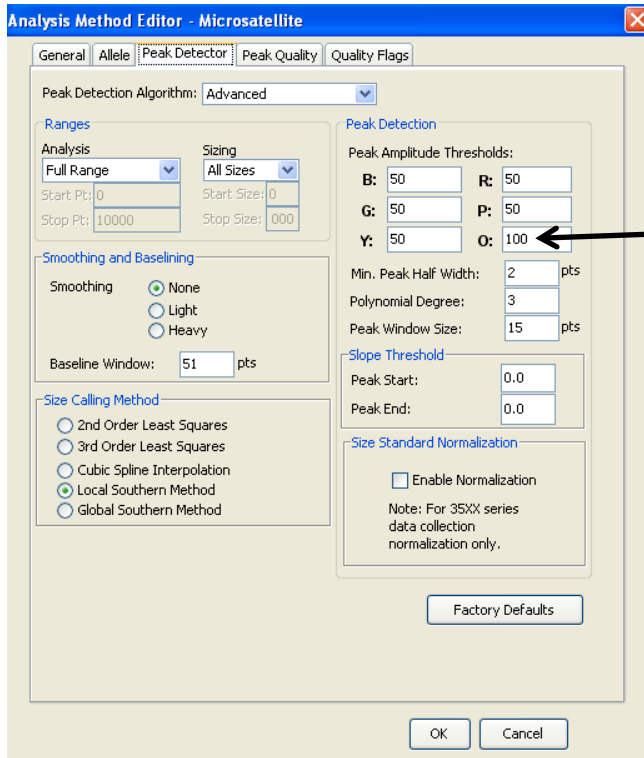 Analysis Method Editor - Microsatellite
General Allele Peak Detector Peak Quality Quality Flags
Peak Detection Algorithm: Advanced
Ranges
Analysis Sizing
Full Range All Sizes
Start Pt: 0 Start Size: 0
Stop Pt: 10000 Stop Size: 000
Smoothing and Baselining
Smoothing None
Light
Heavy
Baseline Window: 51 pts
Size Calling Method
2nd Order Least Squares
3rd Order Least Squares
Cubic Spline Interpolation
Local Southern Method
Global Southern Method
Peak Detection
Peak Amplitude Thresholds:
B: 50 R: 50
G: 50 P: 50
Y: 50 O: 100
Min. Peak Half Width: 2 pts
Polynomial Degree: 3
Peak Window Size: 15 pts
Slope Threshold
Peak Start: 0.0
Peak End: 0.0
Size Standard Normalization
Enable Normalization
Note: For 35XX series
data collection
normalization only.
Factory Defaults
OK Cancel